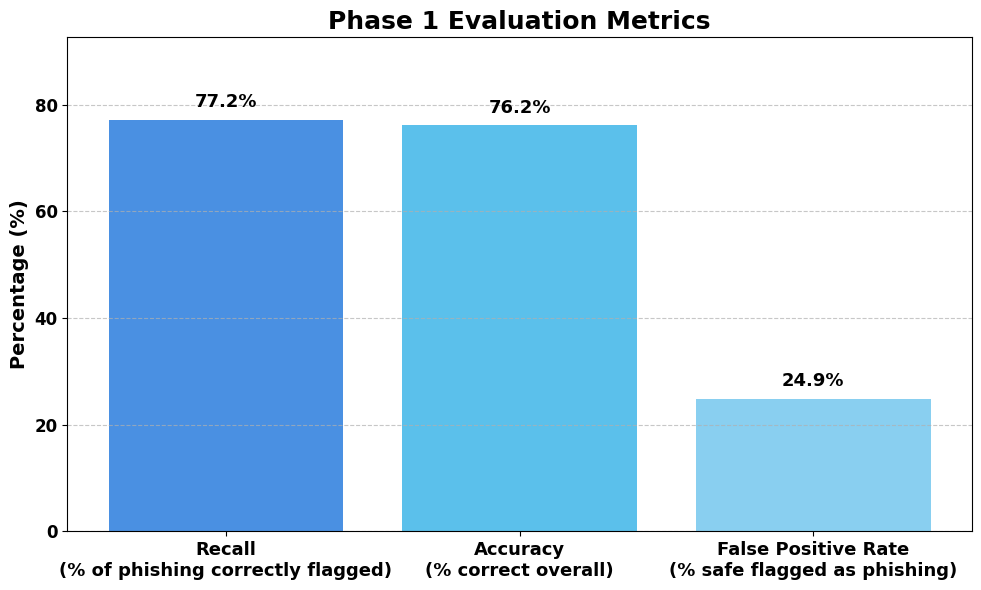 Phase 1 Evaluation Metrics
Percentage (%)
80
60
40
20
0
77.2%
76.2%
24.9%
Recall
(% of phishing correctly flagged)
Accuracy
(% correct overall)
False Positive Rate
(% safe flagged as phishing)